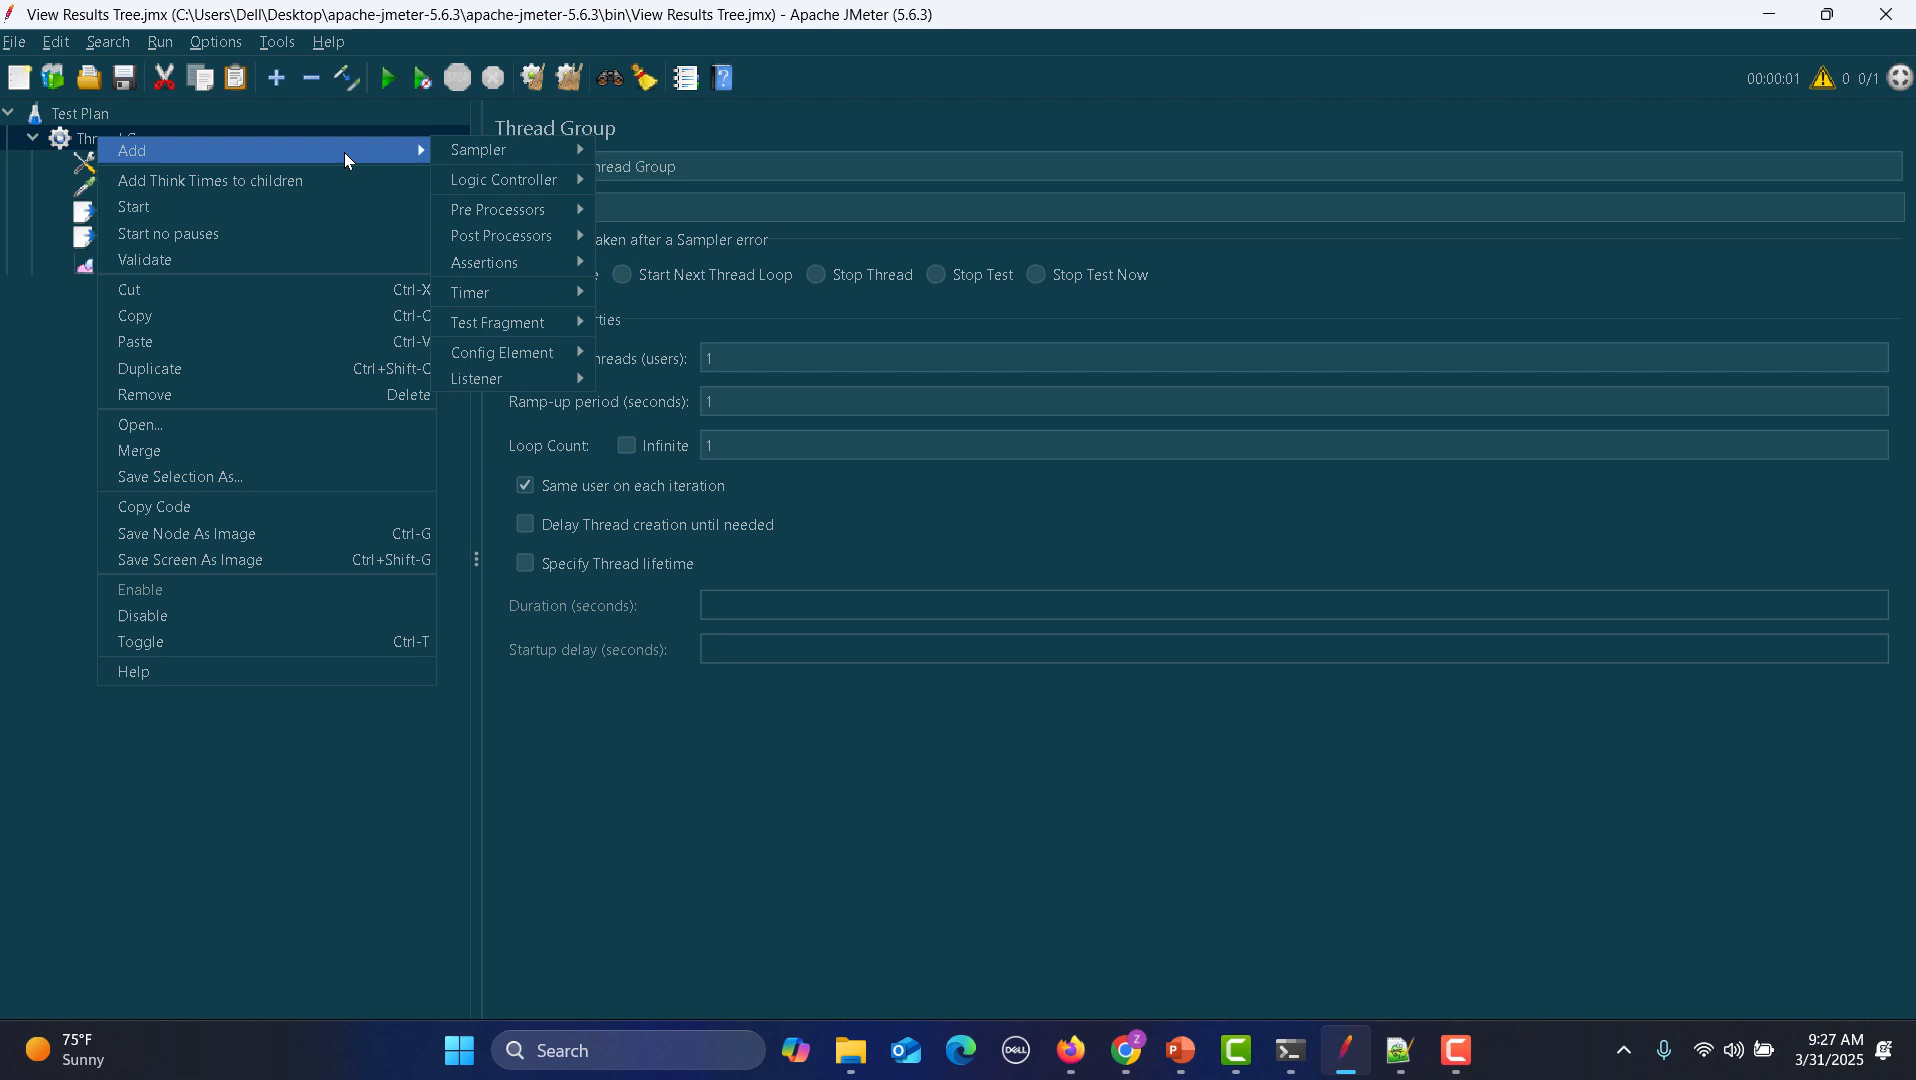 View Results Tree.jmx (C:\Users\Dell\Desktop\apache-jmeter-5.6.3\apache-jmeter-5.6.3\bin\View Results Tree.jmx) - Apache JMeter (5.6.3)
File Edit Search Run Options Tools Help
STOP
00:00:01 0 0/1
Test Plan
Thr
Thread Group
Add
Sampler
hread Group
Add Think Times to children
Logic Controller
Start
Pre Processors
Start no pauses
Post Processors
aken after a Sampler error
Validate
Assertions
e Start Next Thread Loop Stop Thread Stop Test Stop Test Now
Cut Ctrl-X
Timer
Copy Ctrl-C
Test Fragment
ties
Paste Ctrl-V
Config Element
hreads (users): 1
Duplicate Ctrl+Shift-C
Listener
Remove Delete
Ramp-up period (seconds): 1
Open...
Loop Count: Infinite 1
Merge
Save Selection As...
Same user on each iteration
Copy Code
Delay Thread creation until needed
Save Node As Image Ctrl-G
Save Screen As Image Ctrl+Shift-G
Specify Thread lifetime
Enable
Duration (seconds):
Disable
Toggle Ctrl-T
Startup delay (seconds):
Help
75°F
Sunny
Search
DELL
Z
9:27 AM
3/31/2025